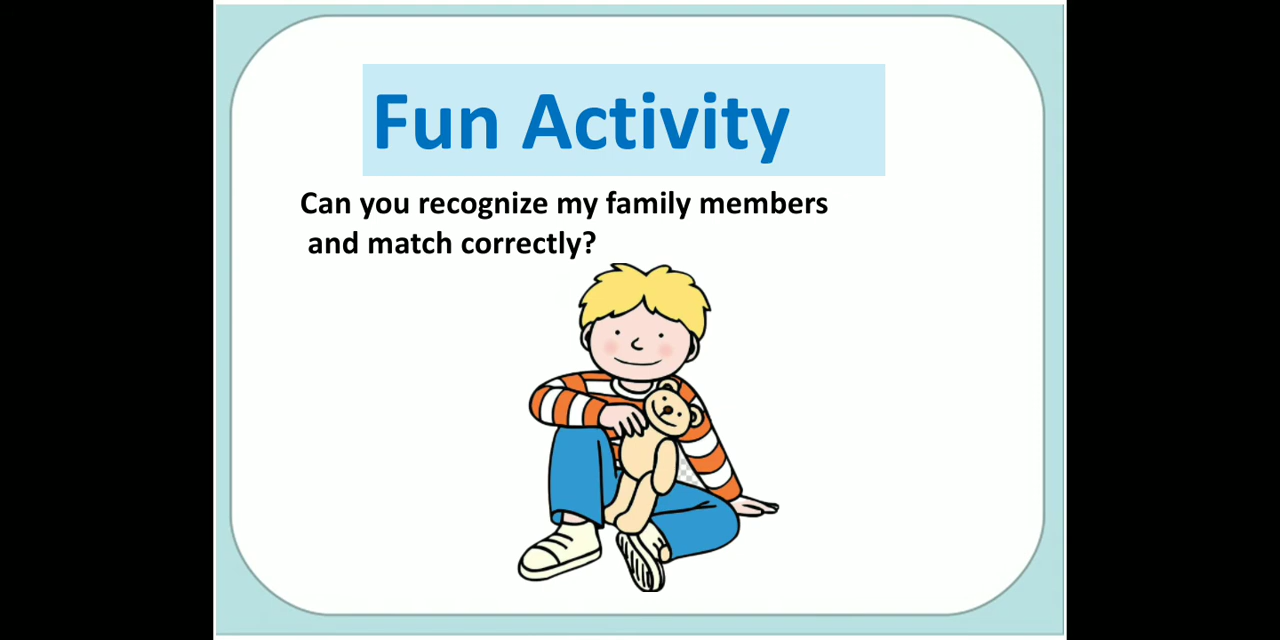 Fun Activity
Can you recognize my family members
and match correctly?